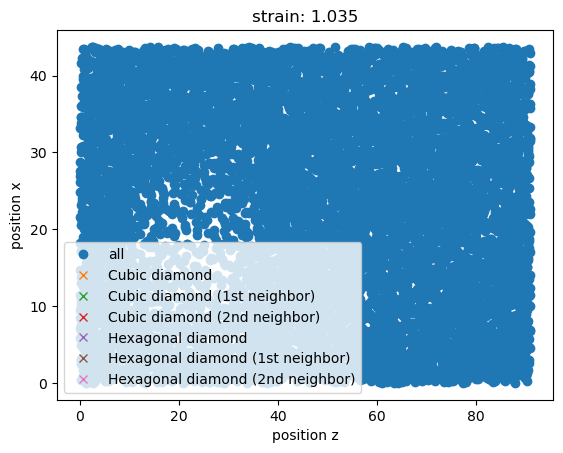 strain: 1.035
position x
40
30
20
10
0
all
Cubic diamond
Cubic diamond (1st neighbor)
Cubic diamond (2nd neighbor)
Hexagonal diamond
Hexagonal diamond (1st neighbor)
Hexagonal diamond (2nd neighbor)
0 20 40 60 80
position z